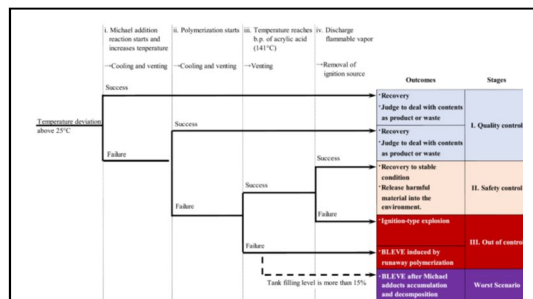 i. Michael addition
reaction starts and
increases tenperature
→Cooling and venting
ii. Polymerization starts
→Cooling and venting
iii. Temperature reaches
b.p. of acrylic acid
(141°C)
→Venting
iv. Discharge
flammable vapor
→Removal of
ignition source
Outcomes
Stages
Temperature deviation
above 25°C
Success
Failure
Success
Failure
Success
Failure
Success
Failure
Tank filling level is more than 15%
・Recovery
・Judge to deal with contents
as product or waste
・Recovery
・Judge to deal with contents
as product or waste
・Recovery to stable
condition
・Release harmful
material into the
environment.
・Ignition-type explosion
・BLEVE induced by
runaway polymerization
・BLEVE after Michael
adducts accumulation
and decomposition
I. Quality control
II. Safety control
III. Out of control
Worst Scenario